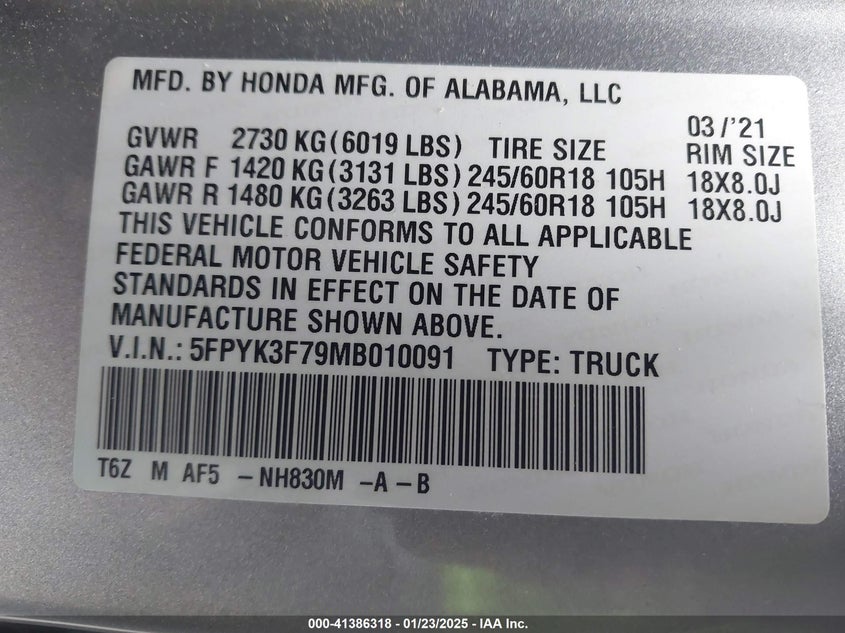 MFD. BY HONDA MFG. OF ALABAMA, LLC
03/'21
GVWR 2730 KG(6019 LBS) TIRE SIZE RIM SIZE
GAWR F 1420 KG(3131 LBS) 245/60R18 105H 18X8.0J
GAWR R 1480 KG(3263 LBS) 245/60R18 105H 18X8.0J
THIS VEHICLE CONFORMS TO ALL APPLICABLE
FEDERAL MOTOR VEHICLE SAFETY
STANDARDS IN EFFECT ON THE DATE OF
MANUFACTURE SHOWN ABOVE.
V.I.N.: 5FPYK3F79MB010091 TYPE: TRUCK
T6Z M AF5 -NH830M -A -B
000-41386318 - 01/23/2025 - IAA Inc.